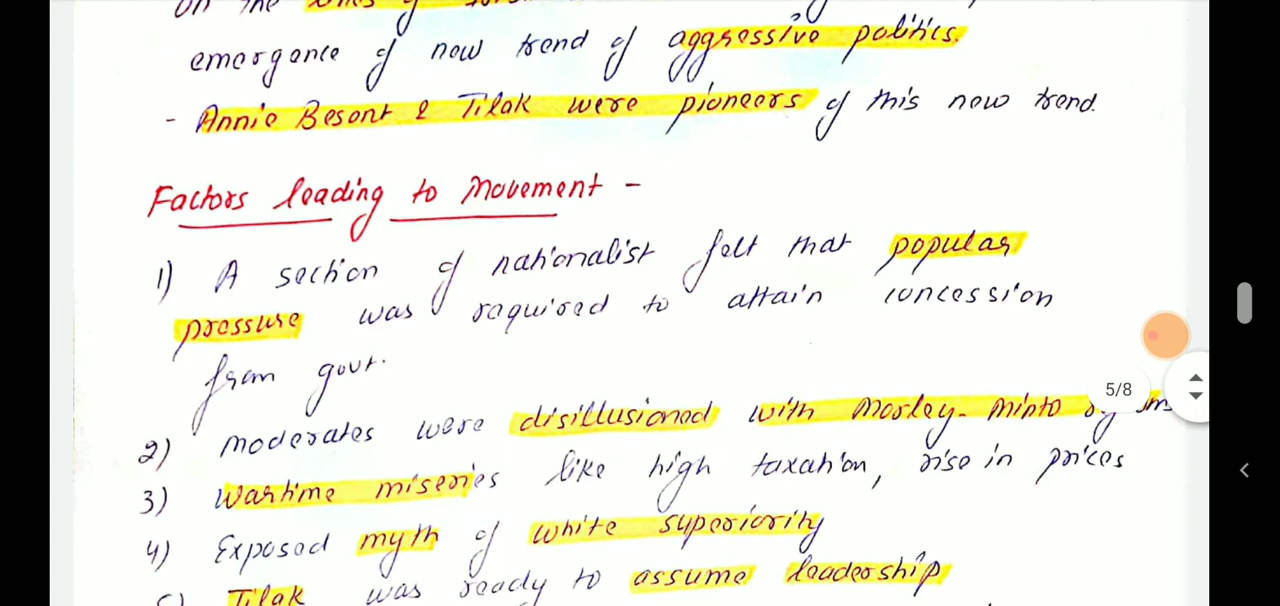 on the
emergence of new trend of aggressive politics.
- Annie Besant & Tilak were pioneers of this new trend.
Factors leading to Movement -
1) A section of nationalist felt that popular
pressure was required to attain concession
from govt.
2) Moderates were disillusioned with Morley-Minto
3) Wartime miseries like high taxation, rise in prices
4) Exposed myth of white superiority
5) Tilak was ready to assume leadership
5/8